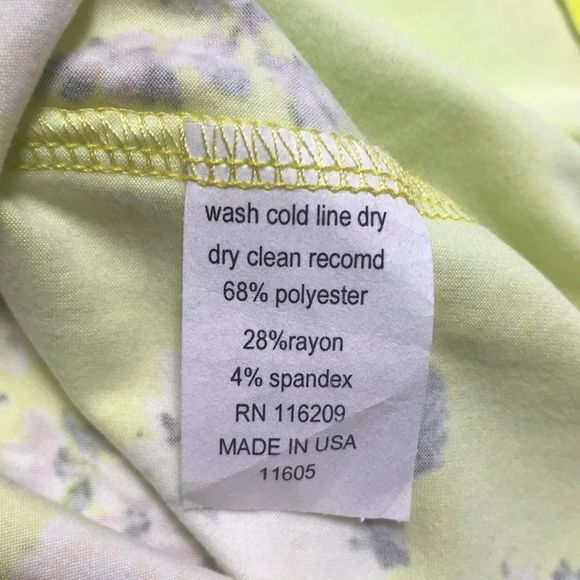 wash cold line dry
dry clean recomd
68% polyester
28%rayon
4% spandex
RN 116209
MADE IN USA
11605